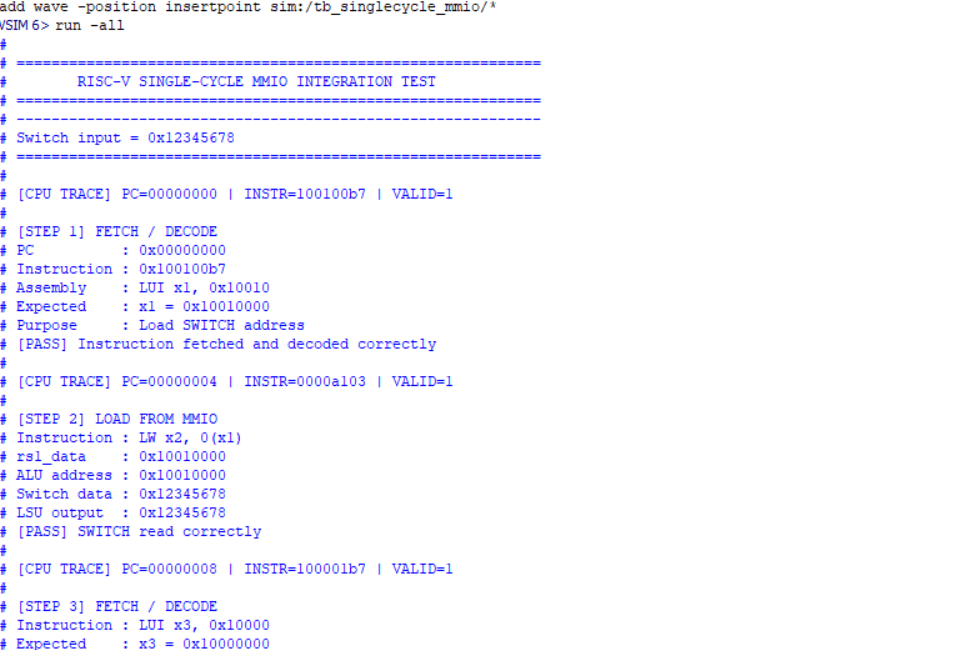 add wave -position insertpoint sim:/tb_singlecycle_mmio/*
VSIM 6> run -all
#
# ============================================================
#        RISC-V SINGLE-CYCLE MMIO INTEGRATION TEST
# ============================================================
# ------------------------------------------------------------
# Switch input = 0x12345678
# ============================================================
#
# [CPU TRACE] PC=00000000 | INSTR=100100b7 | VALID=1
#
# [STEP 1] FETCH / DECODE
# PC          : 0x00000000
# Instruction : 0x100100b7
# Assembly    : LUI x1, 0x10010
# Expected    : x1 = 0x10010000
# Purpose     : Load SWITCH address
# [PASS] Instruction fetched and decoded correctly
#
# [CPU TRACE] PC=00000004 | INSTR=0000a103 | VALID=1
#
# [STEP 2] LOAD FROM MMIO
# Instruction : LW x2, 0(x1)
# rs1_data    : 0x10010000
# ALU address : 0x10010000
# Switch data : 0x12345678
# LSU output  : 0x12345678
# [PASS] SWITCH read correctly
#
# [CPU TRACE] PC=00000008 | INSTR=100001b7 | VALID=1
#
# [STEP 3] FETCH / DECODE
# Instruction : LUI x3, 0x10000
# Expected    : x3 = 0x10000000